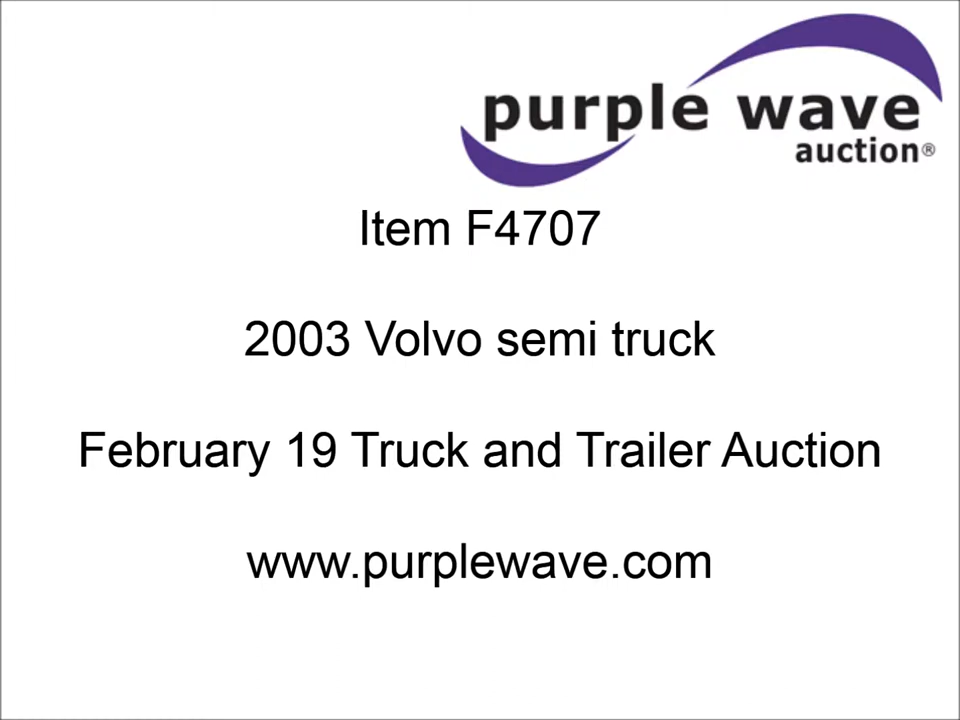 purple wave
auction®
Item F4707
2003 Volvo semi truck
February 19 Truck and Trailer Auction
www.purplewave.com